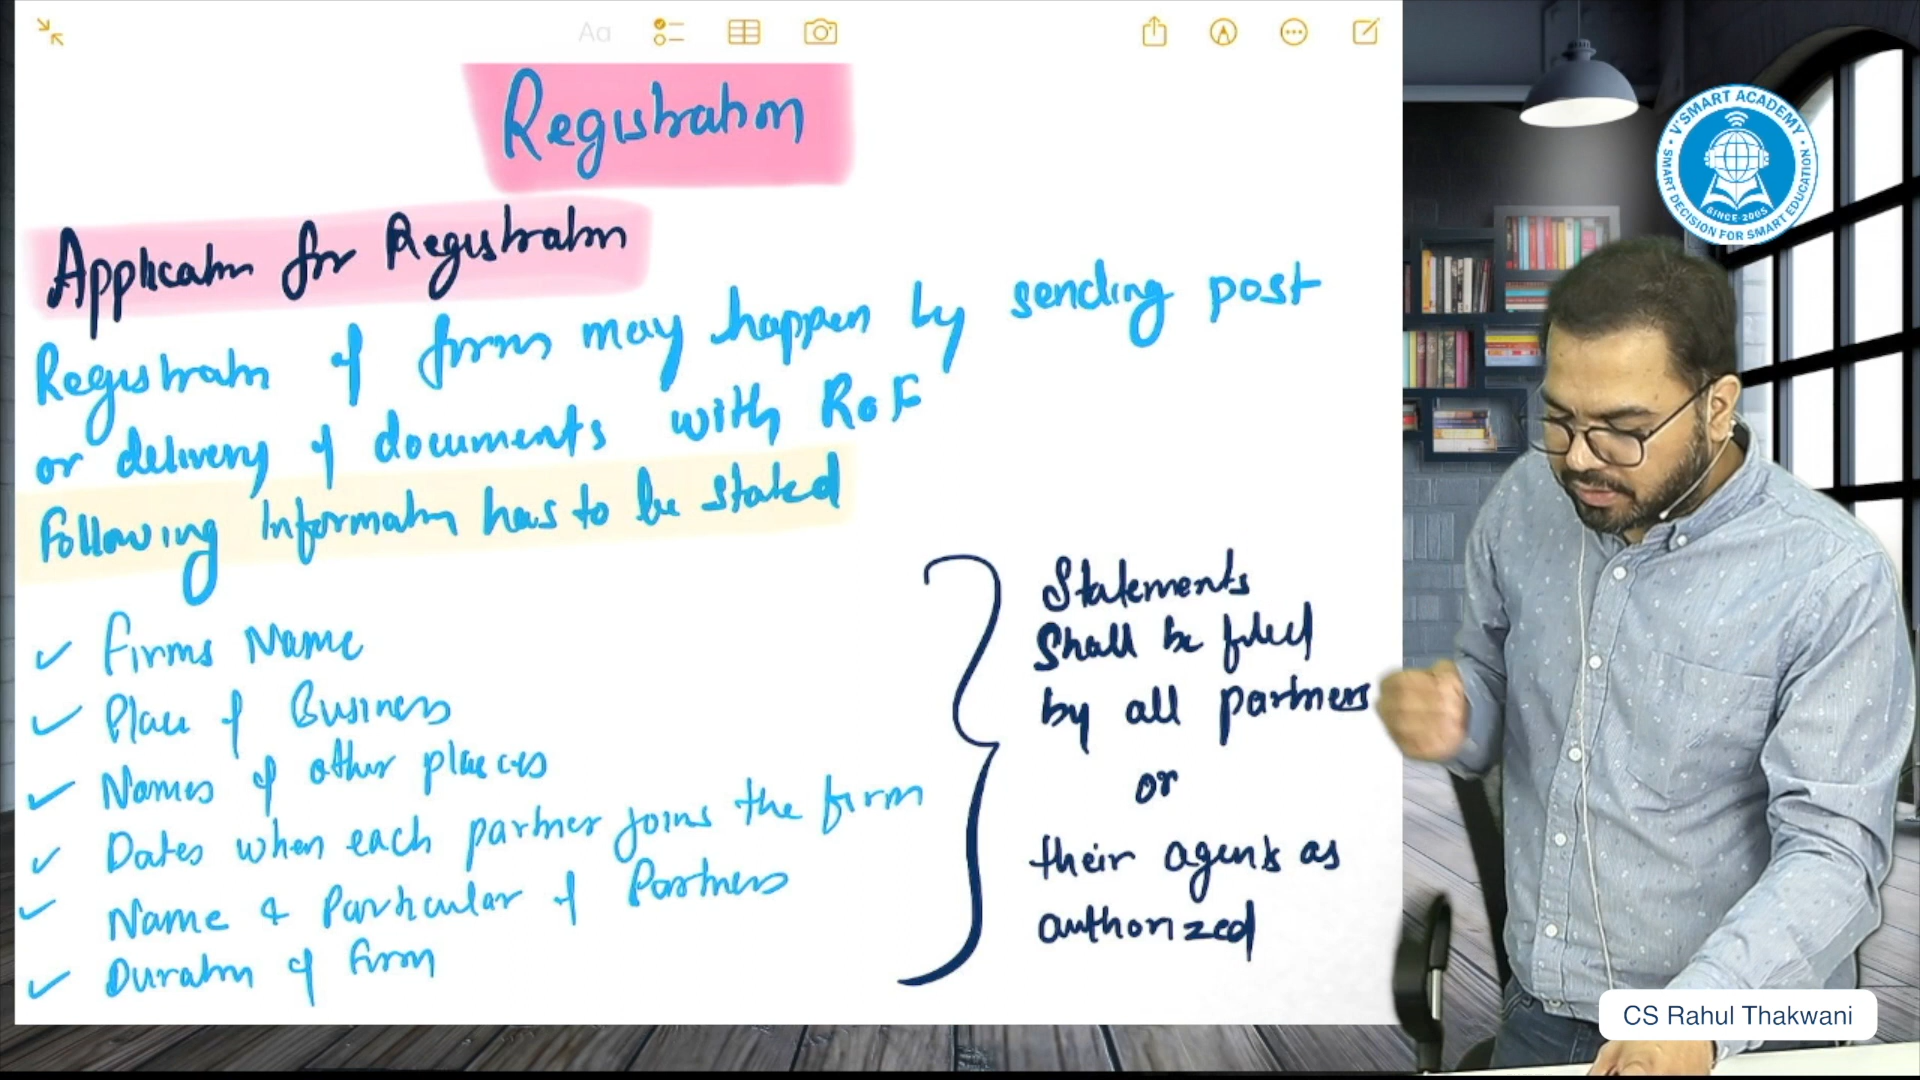 Aa
Registration
Application for Registration
Registration of firms may happen by sending post
or delivery of documents with RoF
Following Information has to be stated
✓ Firms Name
✓ Place of Business
✓ Names of other places
✓ Dates when each partner joins the firm
✓ Name & Particular of Partners
✓ Duration of firm
Statements
Shall be filed
by all partners
or
their agents as
authorized
V'SMART ACADEMY
SMART DECISION FOR SMART EDUCATION
SINCE-2005
CS Rahul Thakwani